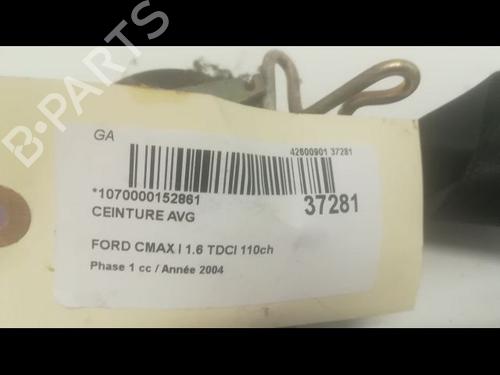 B-PARTS
GA
42600901 37281
*1070000152861
37281
CEINTURE AVG
FORD CMAX I 1.6 TDCI 110ch
Phase 1 cc / Année 2004